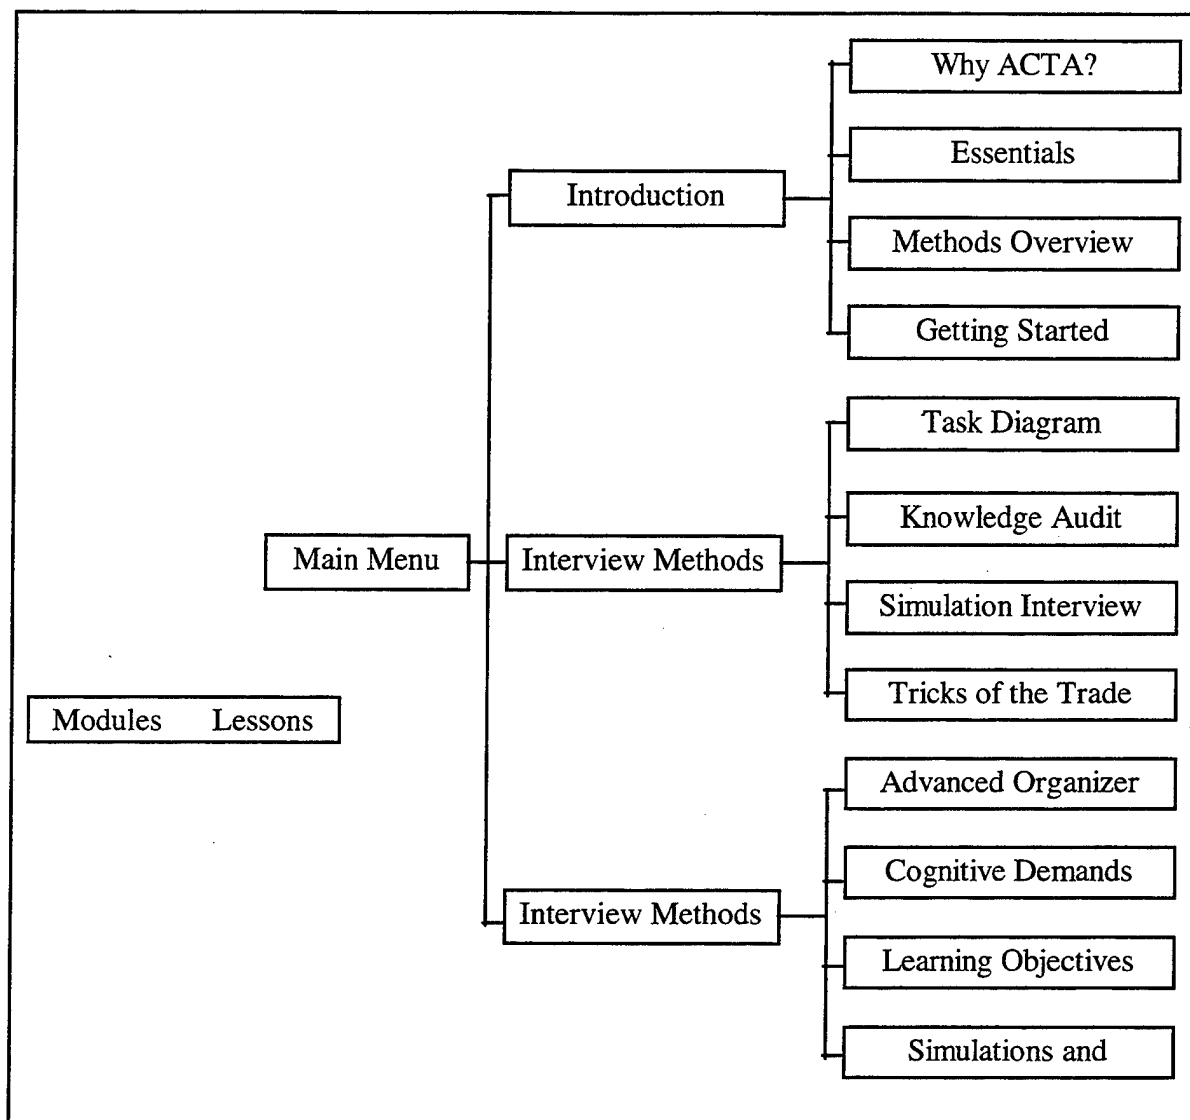 Why ACTA?
Essentials
Introduction
Methods Overview
Getting Started
Task Diagram
Knowledge Audit
Main Menu
Interview Methods
Simulation Interview
Tricks of the Trade
Modules Lessons
Advanced Organizer
Cognitive Demands
Interview Methods
Learning Objectives
Simulations and